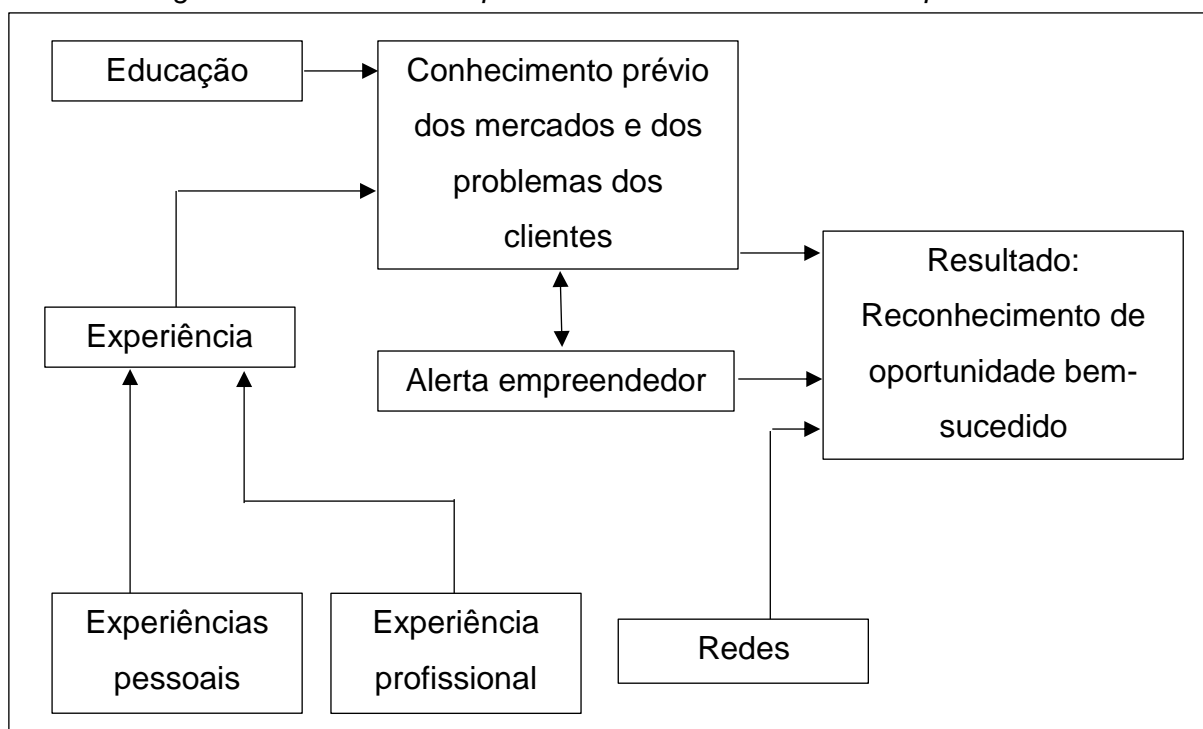 Educação
Conhecimento prévio
dos mercados e dos
problemas dos
clientes
Resultado:
Reconhecimento de
oportunidade bem-
sucedido
Experiência
Alerta empreendedor
Experiências
pessoais
Experiência
profissional
Redes